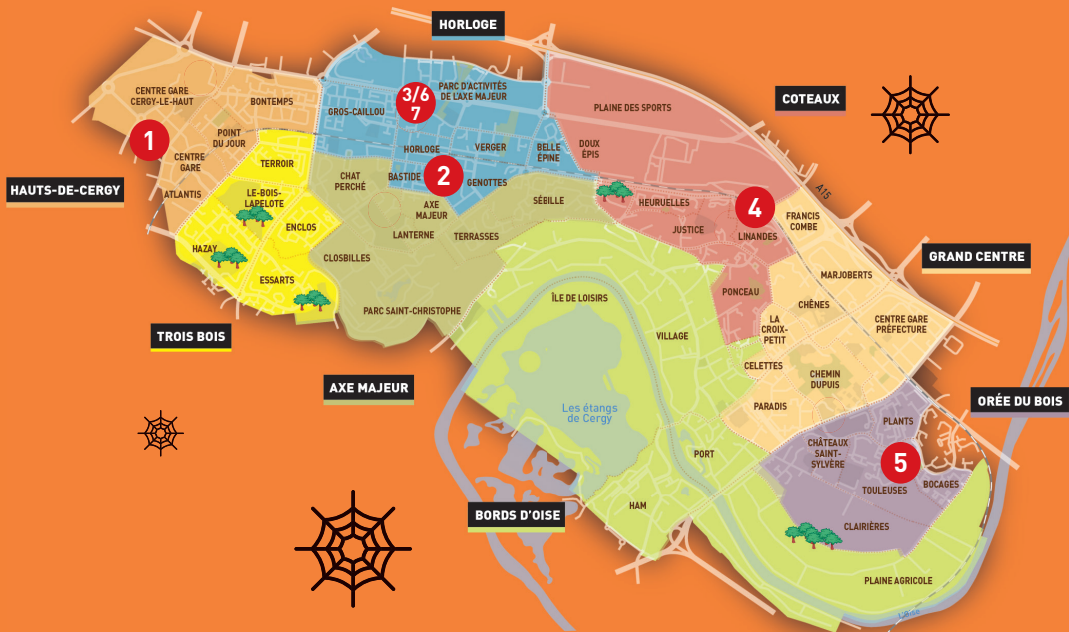 HORLOGE
CENTRE GARE
CERGY-LE-HAUT
BONTEMPS
3/6
7
PARC D'ACTIVITÉS
DE L'AXE MAJEUR
GROS-CAILLOU
PLAINE DES SPORTS
COTEAUX
1
POINT
DU JOUR
CENTRE
GARE
TERROIR
HORLOGE
VERGER
BELLE
ÉPINE
DOUX
ÉPIS
A15
HAUTS-DE-CERGY
ATLANTIS
LE-BOIS-
LAPELOTE
CHAT
PERCHÉ
BASTIDE
2
GENOTTES
AXE
MAJEUR
SÉBILLE
HEURUELLES
4
FRANCIS
COMBE
HAZAY
ENCLOS
LANTERNE
TERRASSES
JUSTICE
LINANDES
GRAND CENTRE
CLOSBILLES
ESSARTS
MARJOBERTS
PONCEAU
ÎLE DE LOISIRS
CHÊNES
PARC SAINT-CHRISTOPHE
LA
CROIX-
PETIT
CENTRE GARE
PRÉFECTURE
TROIS BOIS
VILLAGE
CELETTES
CHEMIN
DUPUIS
AXE MAJEUR
ORÉE DU BOIS
PARADIS
Les étangs
de Cergy
PLANTS
CHÂTEAUX
SAINT-
SYLVÈRE
PORT
5
TOULEUSES
BOCAGES
BORDS D'OISE
HAM
CLAIRIÈRES
PLAINE AGRICOLE
L'Oise